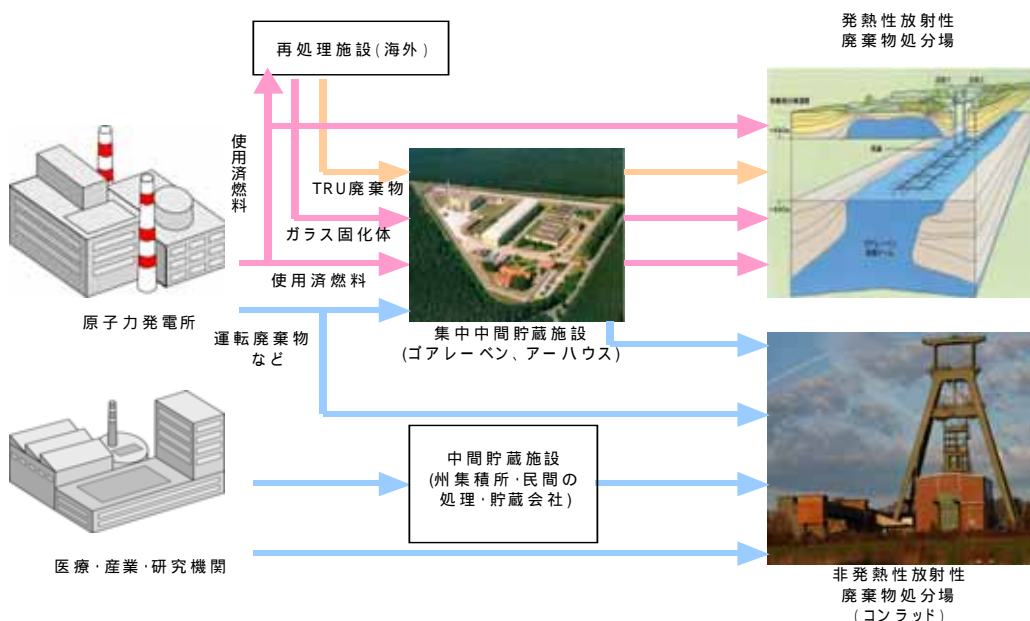 発熱性放射性
廃棄物処分場
再処理施設(海外)
使用済燃料
TRU廃棄物
ガラス固化体
使用済燃料
原子力発電所
運転廃棄物
など
集中中間貯蔵施設
(ゴアレーベン、アーハウス)
中間貯蔵施設
(州集積所・民間の
処理・貯蔵会社)
医療・産業・研究機関
非発熱性放射性
廃棄物処分場
(コンラッド)